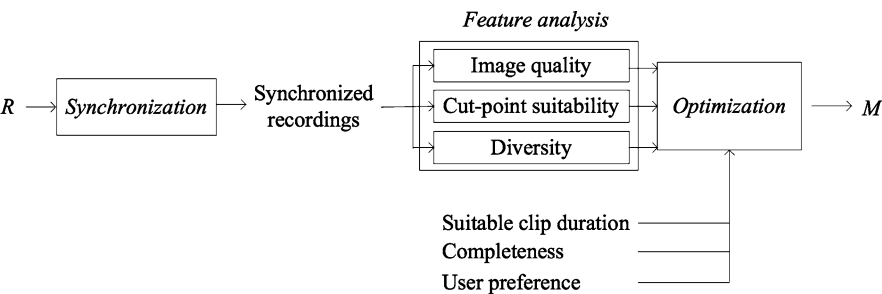 Feature analysis
R
Synchronization
Synchronized
recordings
Image quality
Cut-point suitability
Diversity
Optimization
M
Suitable clip duration
Completeness
User preference